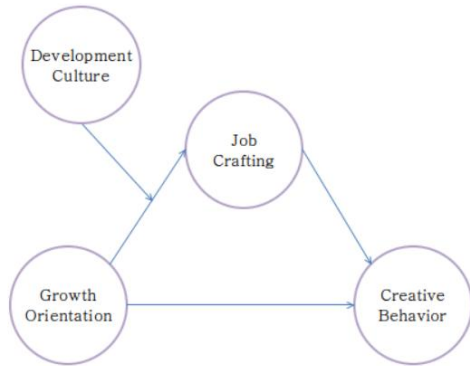 Development
Culture
Job
Crafting
Growth
Orientation
Creative
Behavior